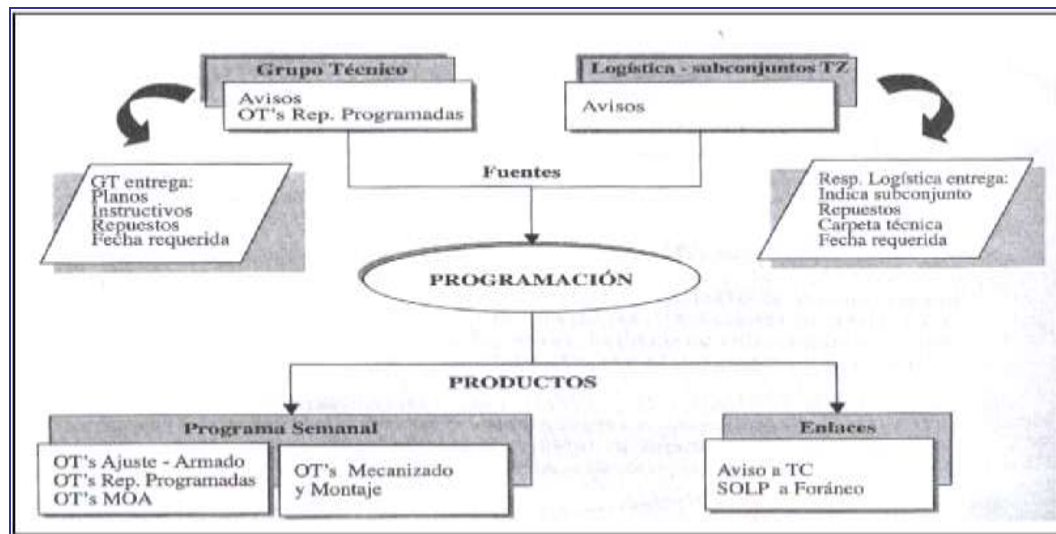 Grupo Técnico
Avisos
OT's Rep. Programadas
Logística - subconjuntos TZ
Avisos
GT entrega:
Planos
Instructivos
Repuestos
Fecha requerida
Fuentes
Resp. Logística entrega:
Indica subconjunto
Repuestos
Carpeta técnica
Fecha requerida
PROGRAMACIÓN
PRODUCTOS
Programa Semanal
OT's Ajuste - Armado
OT's Rep. Programadas
OT's MOA
OT's Mecanizado
y Montaje
Enlaces
Aviso a TC
SOLP a Foráneo